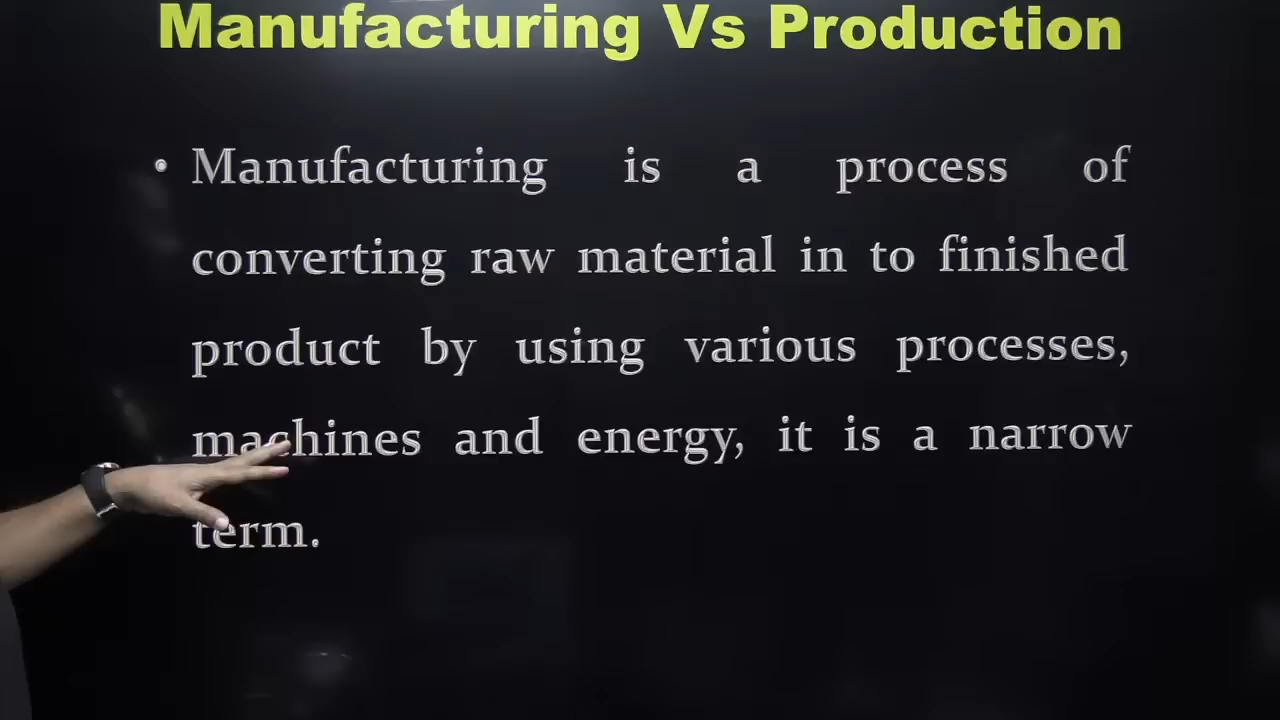 Manufacturing Vs Production
• Manufacturing is a process of
converting raw material in to finished
product by using various processes,
machines and energy, it is a narrow
term.